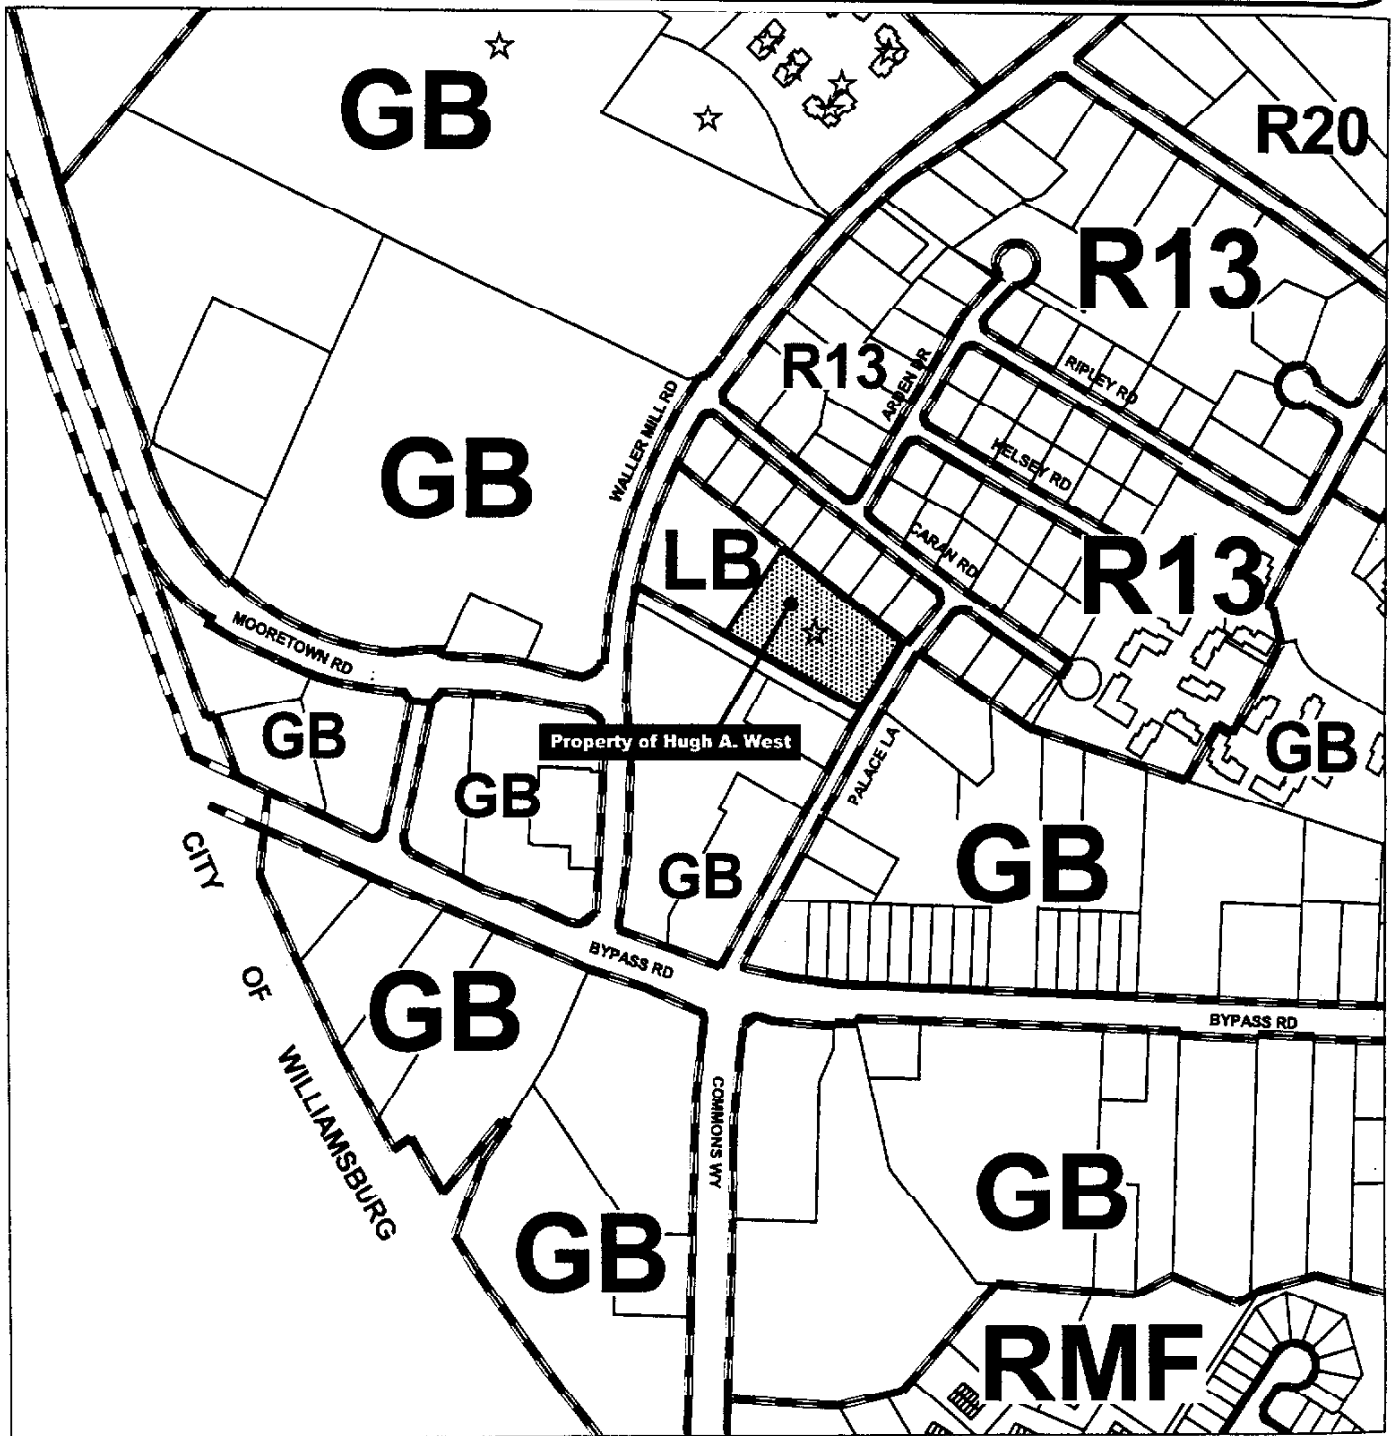 GB
R20
R13
R13
ARDEN DR
RIPLEY RD
WALLER MILL RD
GB
KELSEY RD
LB
CARAN RD
R13
MOORETOWN RD
GB
Property of Hugh A. West
GB
GB
PALACE LA
GB
GB
CITY
OF
WILLIAMSBURG
BYPASS RD
GB
BYPASS RD
COMMONS WY
GB
GB
RMF